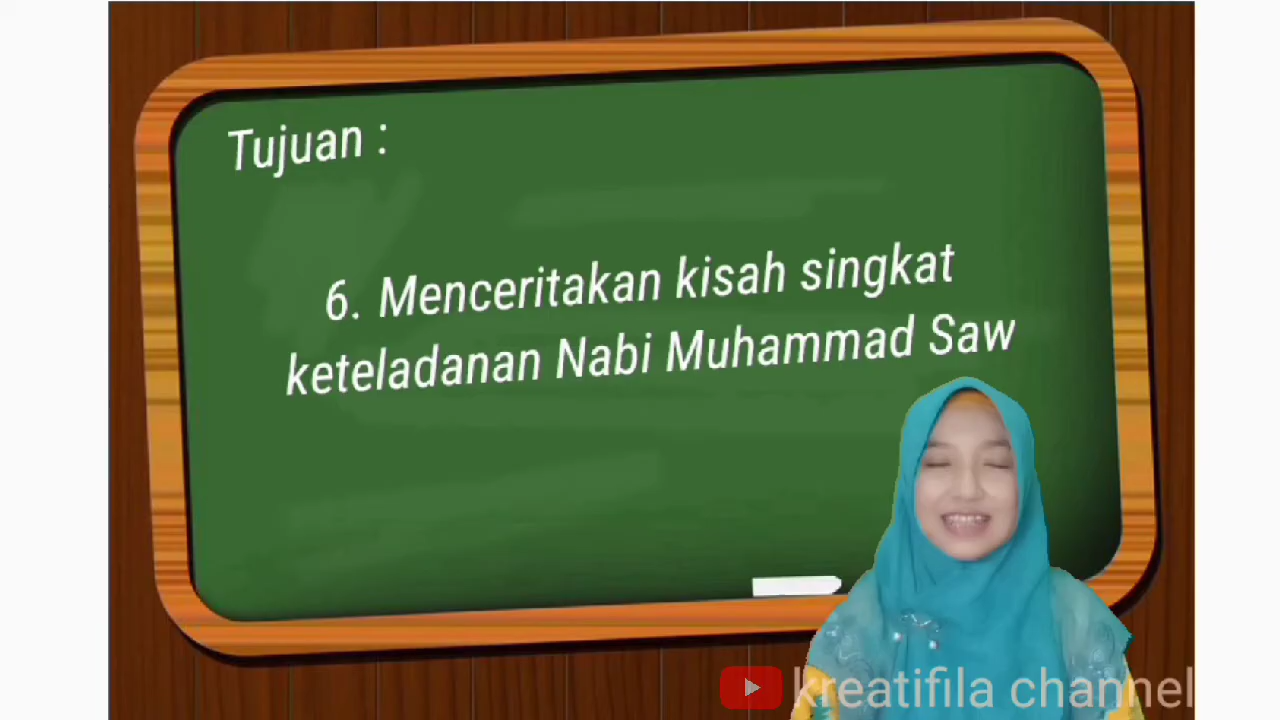 Tujuan :
6. Menceritakan kisah singkat
keteladanan Nabi Muhammad Saw
kreatifila channel